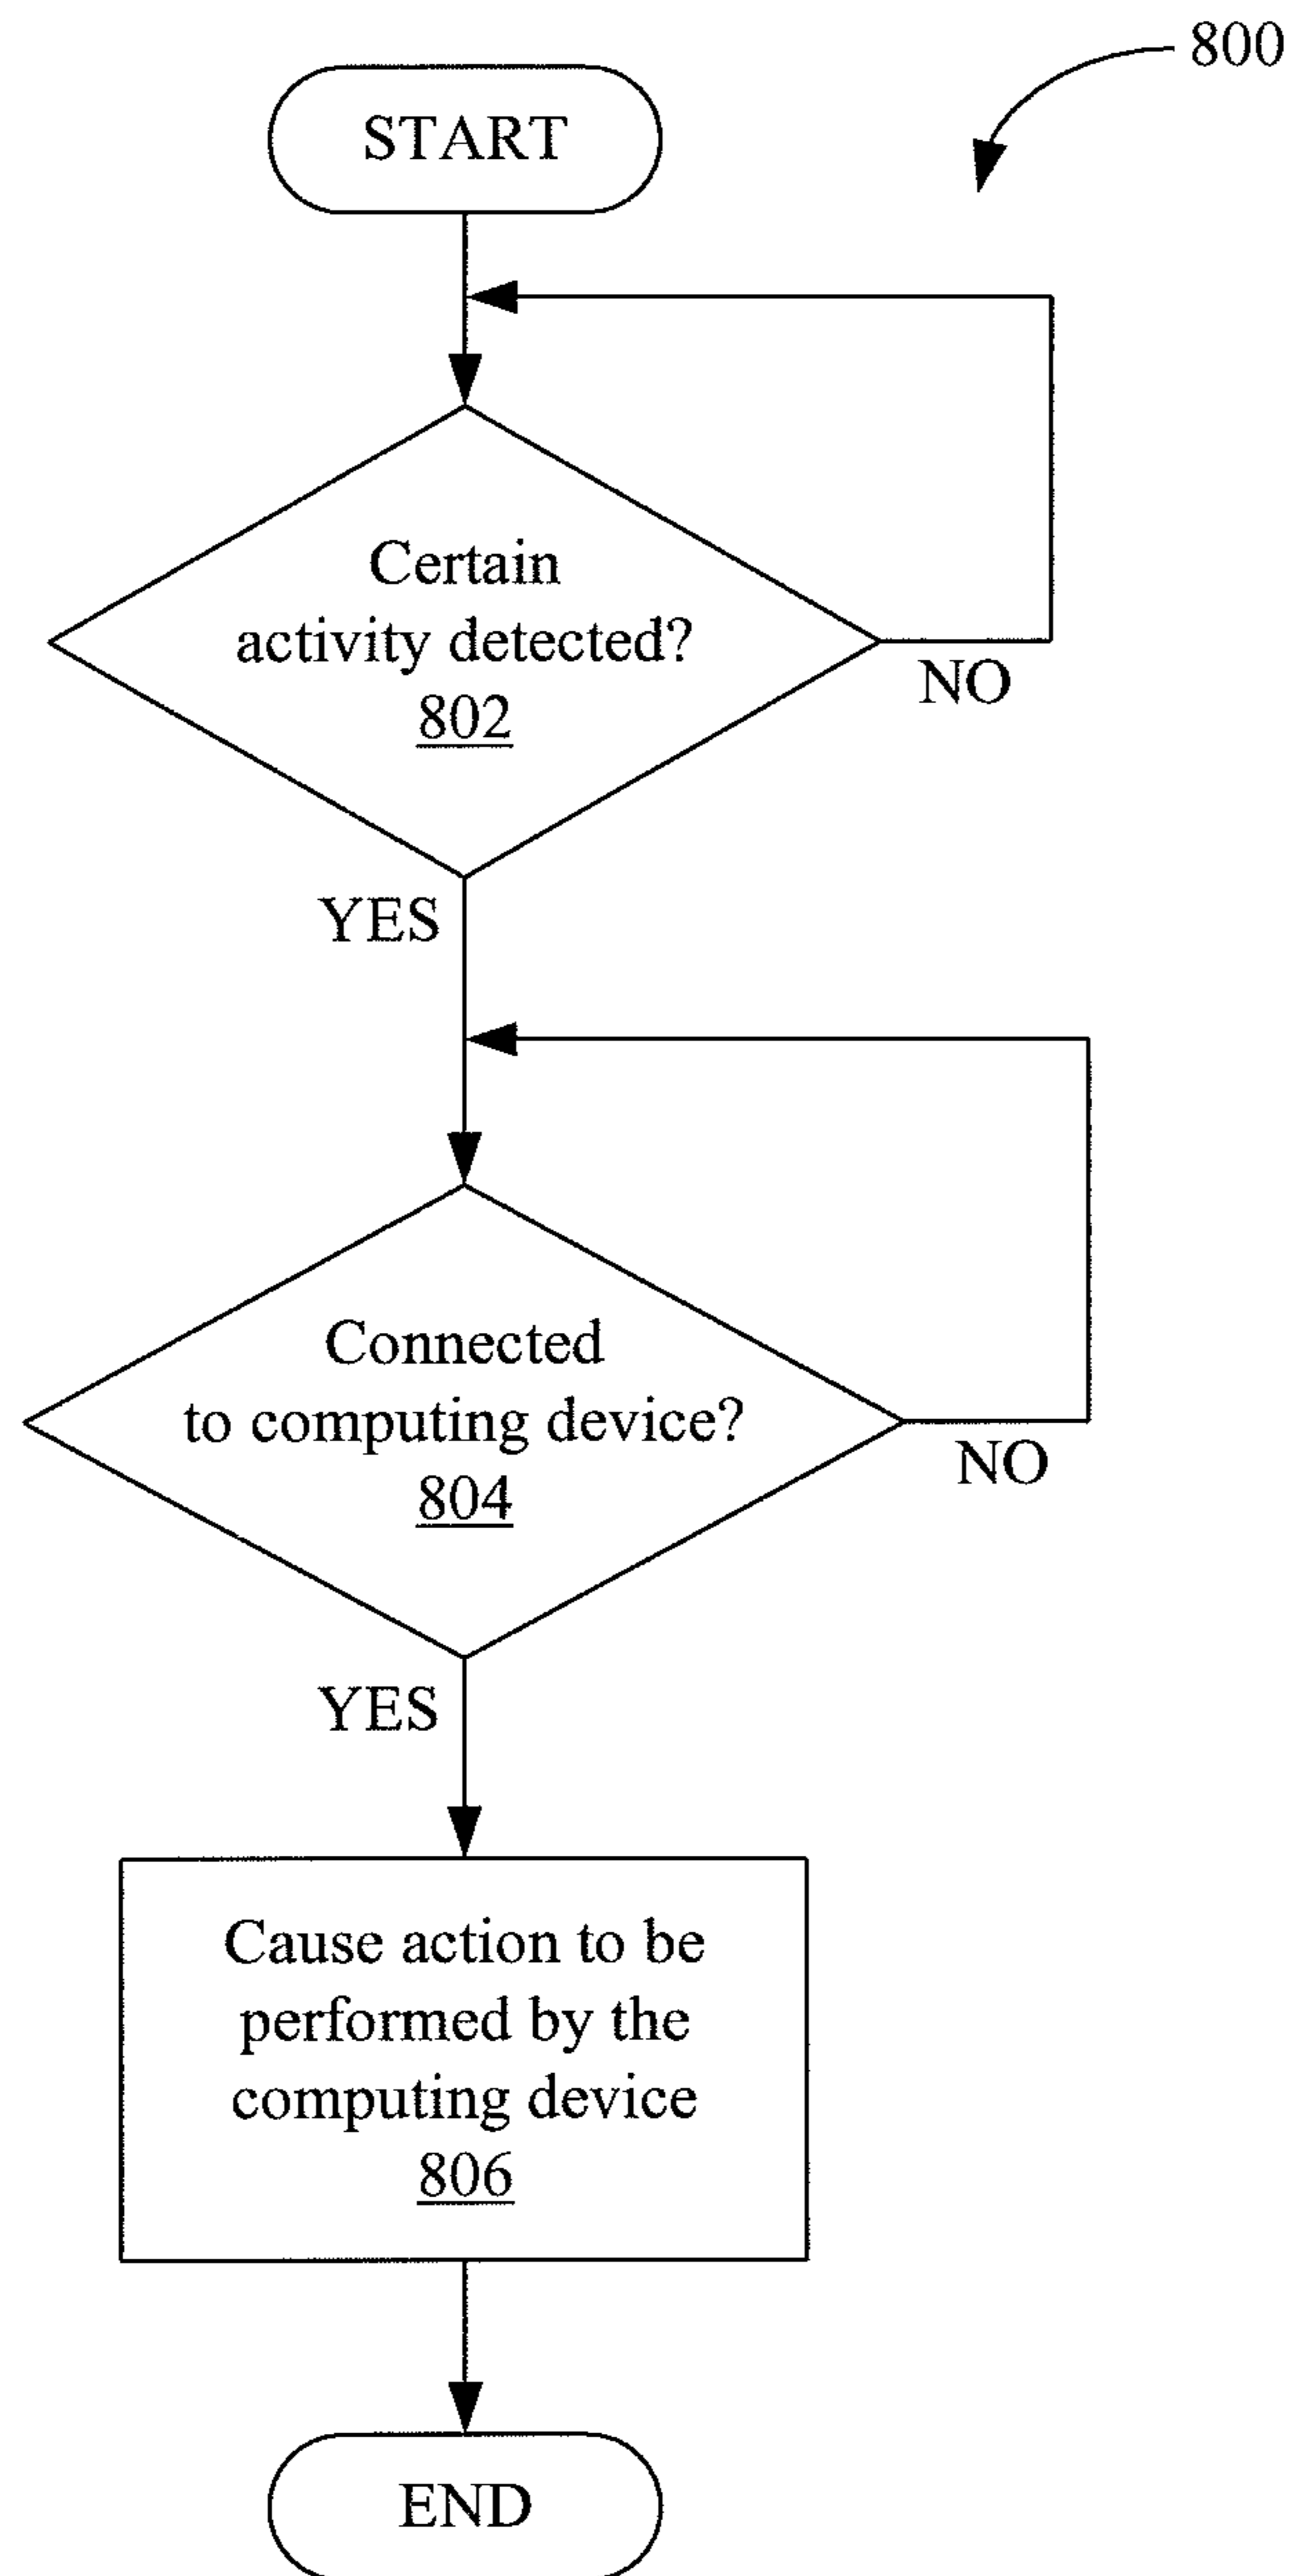 800
START
Certain
activity detected?
802
NO
YES
Connected
to computing device?
804
NO
YES
Cause action to be
performed by the
computing device
806
END